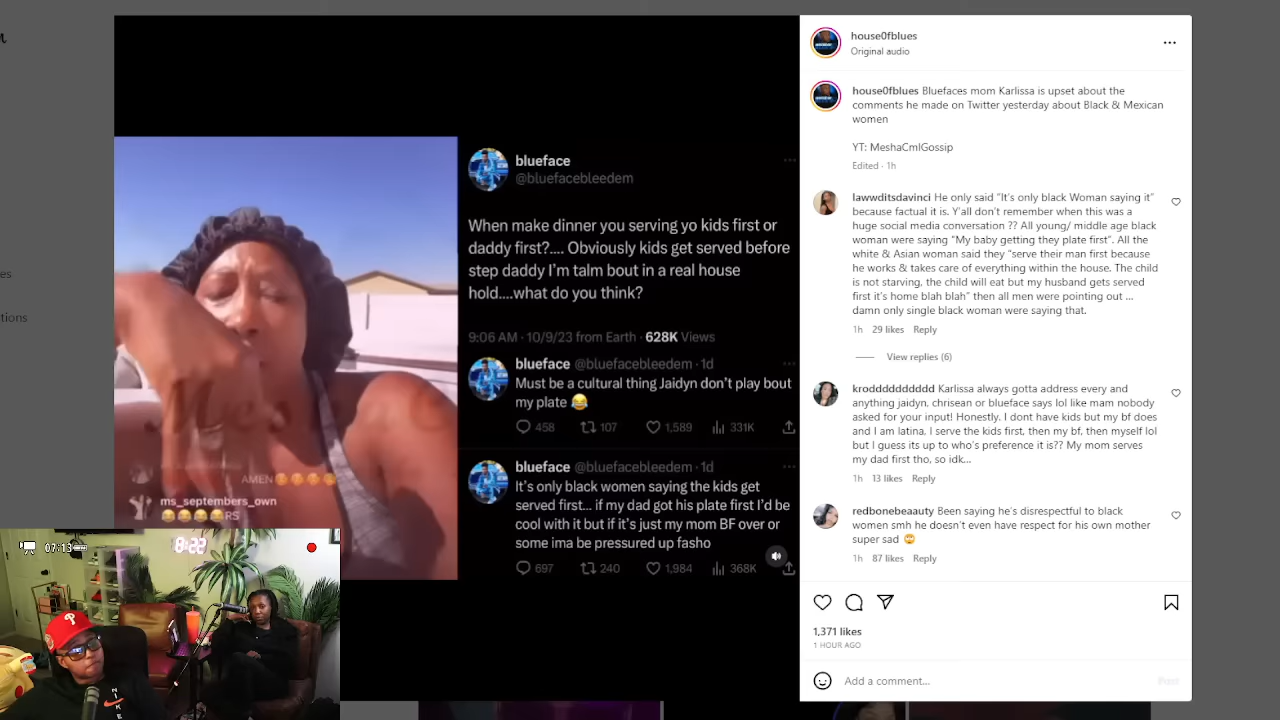 blueface
@bluefacebleedem
When make dinner you serving yo kids first or
daddy first?.... Obviously kids get served before
step daddy I'm talm bout in a real house
hold....what do you think?
9:06 AM · 10/9/23 from Earth · 628K Views
blueface @bluefacebleedem · 1d
Must be a cultural thing Jaidyn don't play bout
my plate 😂
458 107 1,589 331K
blueface @bluefacebleedem · 1d
It's only black women saying the kids get
served first... if my dad got his plate first I'd be
cool with it but if it's just my mom BF over or
some ima be pressured up fasho
697 240 1,984 368K
AMEN
ms_septembers_own
😂😂😂😂RS
8:22
NIKE
house0fblues
Original audio
house0fblues Bluefaces mom Karlissa is upset about the
comments he made on Twitter yesterday about Black & Mexican
women
YT: MeshaCmlGossip
Edited · 1h
lawwditsdavinci He only said "It's only black Woman saying it"
because factual it is. Y'all don't remember when this was a
huge social media conversation ?? All young/ middle age black
woman were saying "My baby getting they plate first". All the
white & Asian woman said they "serve their man first because
he works & takes care of everything within the house. The child
is not starving, the child will eat but my husband gets served
first it's home blah blah" then all men were pointing out ...
damn only single black woman were saying that.
1h 29 likes Reply
View replies (6)
krodddddddddd Karlissa always gotta address every and
anything jaidyn, chrisean or blueface says lol like mam nobody
asked for your input! Honestly. I dont have kids but my bf does
and I am latina, I serve the kids first, then my bf, then myself lol
but I guess its up to who's preference it is?? My mom serves
my dad first tho, so idk...
1h 13 likes Reply
redbonebeaauty Been saying he's disrespectful to black
women smh he doesn't even have respect for his own mother
super sad 🙄
1h 87 likes Reply
1,371 likes
1 HOUR AGO
Add a comment...
Post